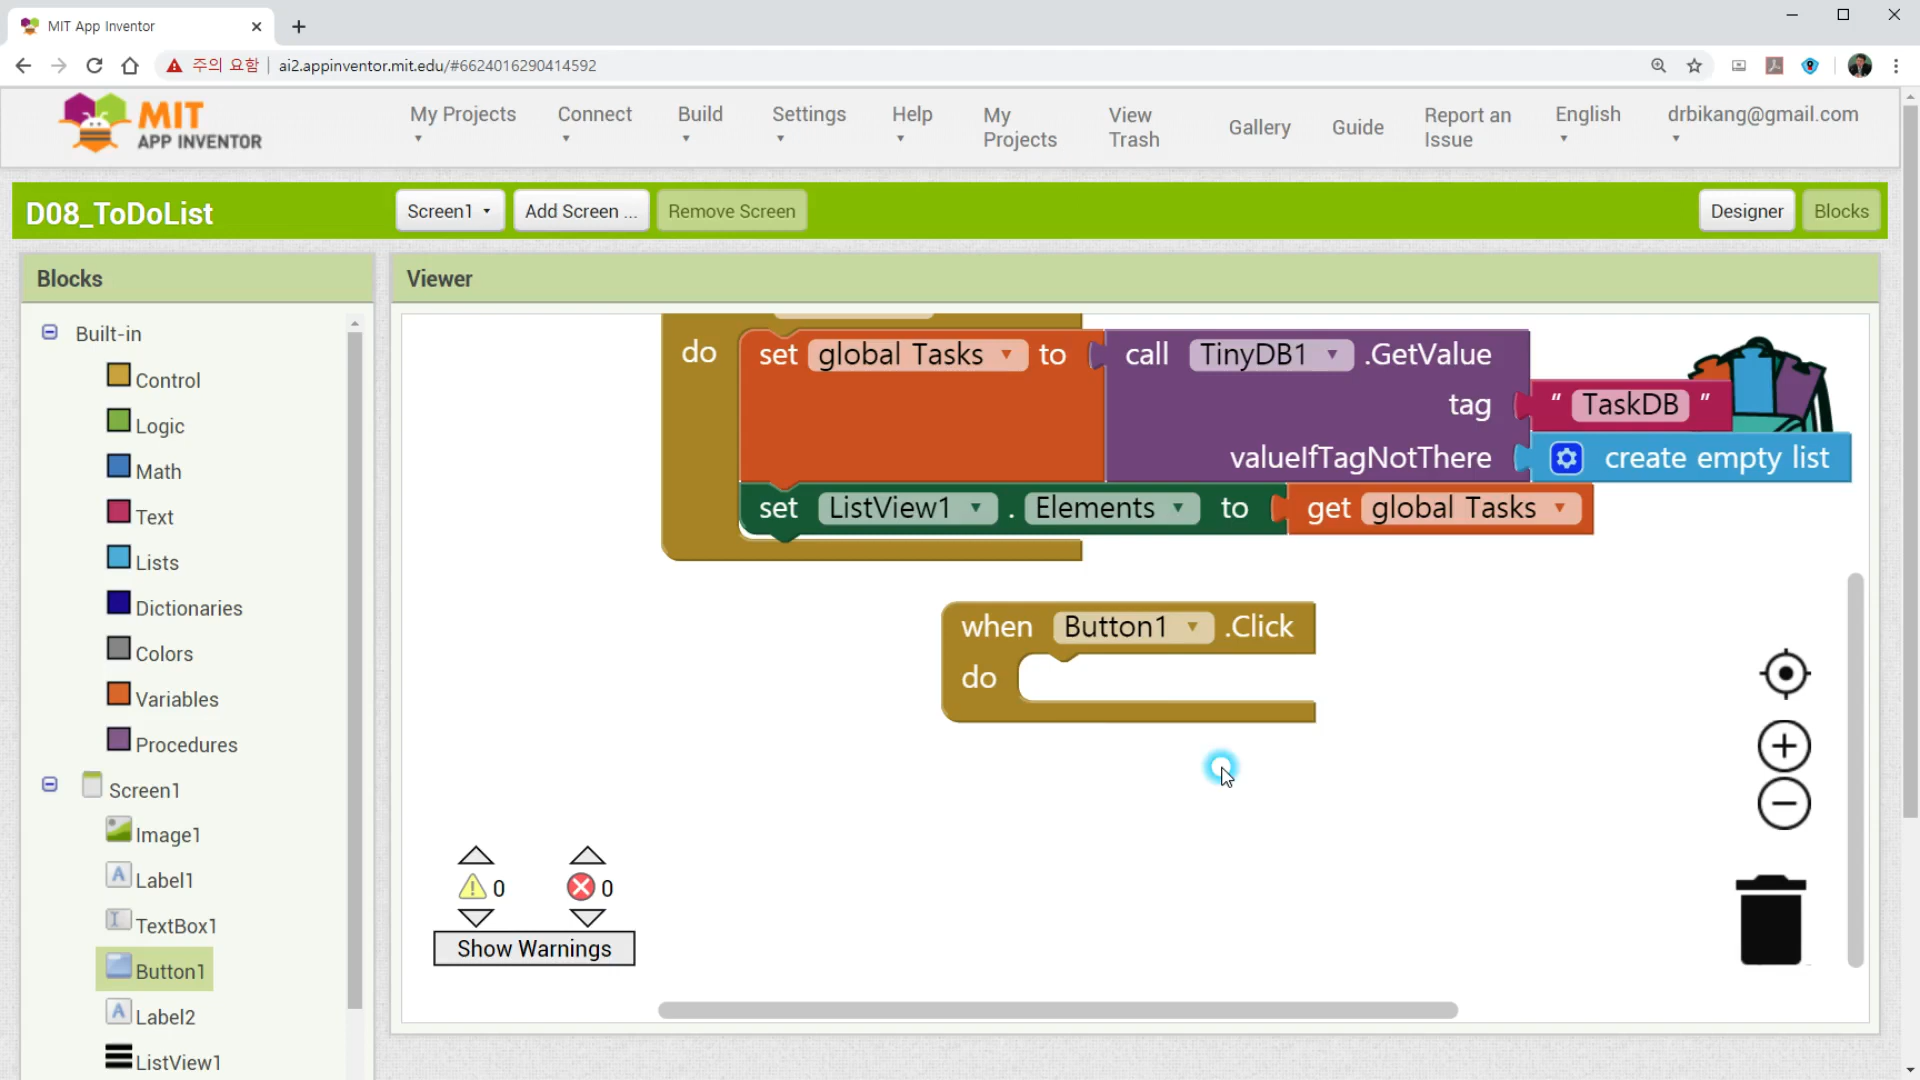 MIT App Inventor
주의 요함 ai2.appinventor.mit.edu/#6624016290414592
MIT
APP INVENTOR
My Projects Connect Build Settings Help My Projects View Trash Gallery Guide Report an Issue English drbikang@gmail.com
D08_ToDoList Screen1 Add Screen ... Remove Screen Designer Blocks
Blocks
Viewer
Built-in
Control
Logic
Math
Text
Lists
Dictionaries
Colors
Variables
Procedures
Screen1
Image1
Label1
TextBox1
Button1
Label2
ListView1
do set global Tasks to call TinyDB1 .GetValue
tag " TaskDB "
valueIfTagNotThere create empty list
set ListView1 . Elements to get global Tasks
when Button1 .Click
do
0 0
Show Warnings